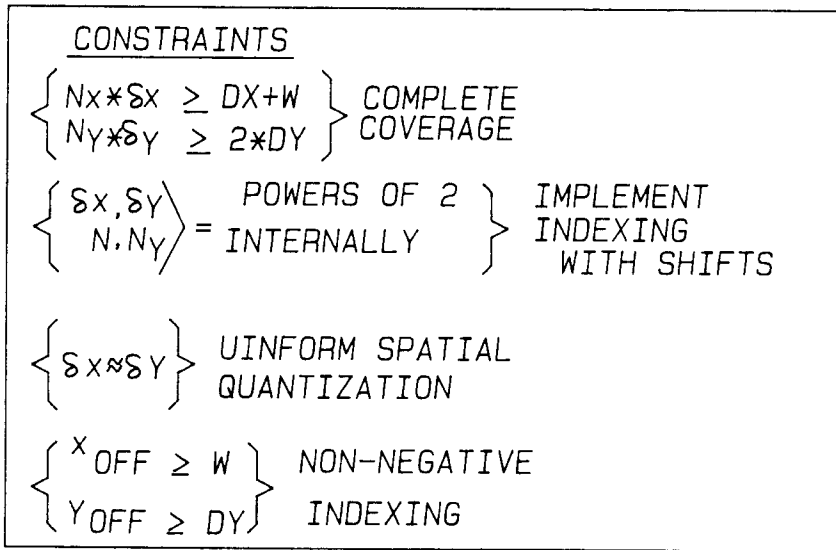 CONSTRAINTS
{ NX*δX ≥ DX+W } COMPLETE
{ NY*δY ≥ 2*DY } COVERAGE
{ δX, δY ⟩ = POWERS OF 2 } IMPLEMENT
{ N. NY ⟩ = INTERNALLY } INDEXING
WITH SHIFTS
{ δX≈δY } UINFORM SPATIAL
QUANTIZATION
{ XOFF ≥ W } NON-NEGATIVE
{ YOFF ≥ DY } INDEXING